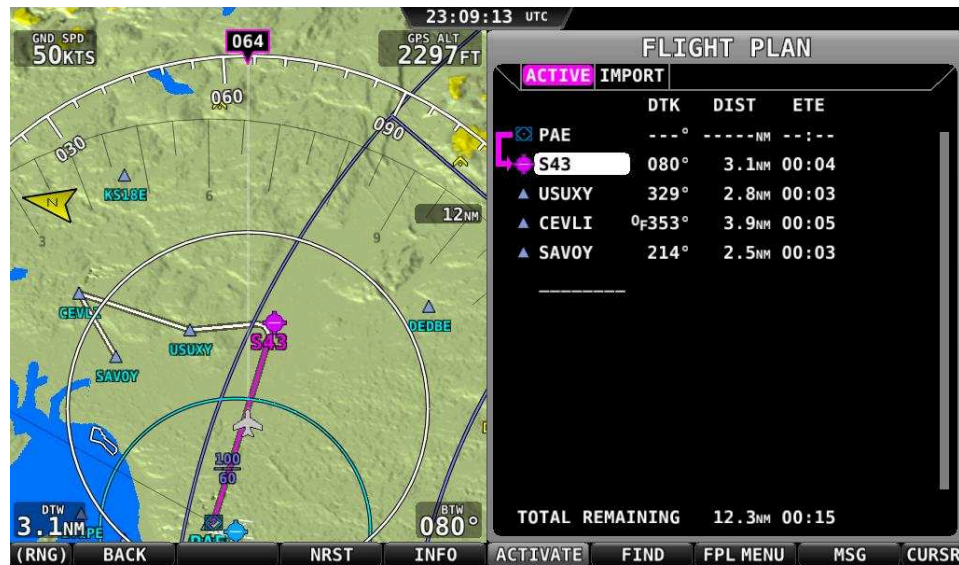 23:09:13 UTC
GND SPD
50KTS
064
GPS ALT
2297FT
060
030
090
KS18E
6
N
12NM
3
9
CEVLI
USUXY
S43
DEDBE
SAVOY
100
60
DTW
3.1NM
PAE
BTW
080°
FLIGHT PLAN
ACTIVE IMPORT
DTK DIST ETE
PAE ---° -----NM --:--
S43 080° 3.1NM 00:04
USUXY 329° 2.8NM 00:03
CEVLI OF353° 3.9NM 00:05
SAVOY 214° 2.5NM 00:03
________
TOTAL REMAINING 12.3NM 00:15
(RNG) BACK NRST INFO ACTIVATE FIND FPL MENU MSG CURSR